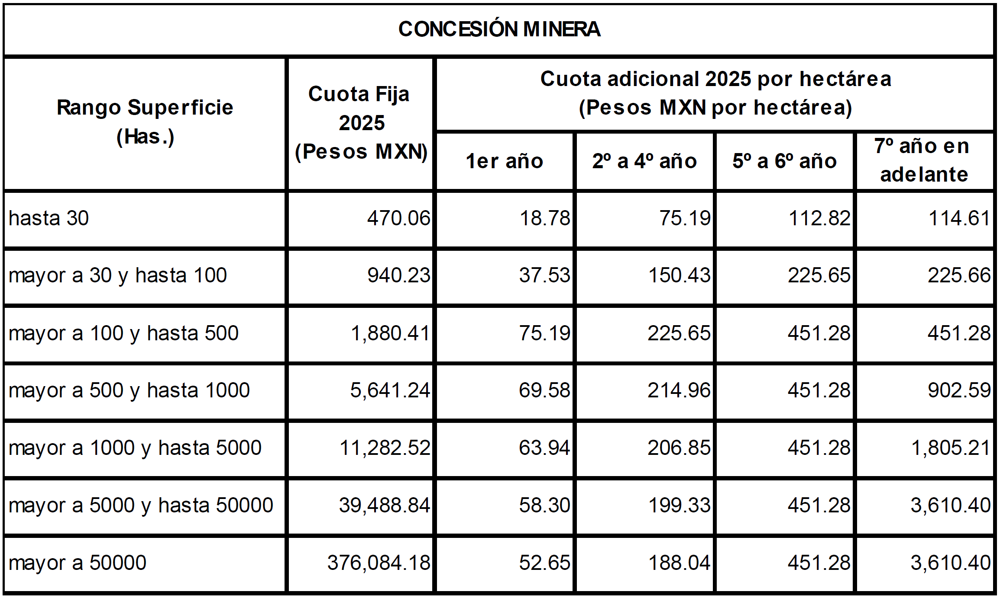 CONCESIÓN MINERA
Rango Superficie
(Has.)
Cuota Fija
2025
(Pesos MXN)
Cuota adicional 2025 por hectárea
(Pesos MXN por hectárea)
1er año
2º a 4º año
5º a 6º año
7º año en
adelante
hasta 30 470.06 18.78 75.19 112.82 114.61
mayor a 30 y hasta 100 940.23 37.53 150.43 225.65 225.66
mayor a 100 y hasta 500 1,880.41 75.19 225.65 451.28 451.28
mayor a 500 y hasta 1000 5,641.24 69.58 214.96 451.28 902.59
mayor a 1000 y hasta 5000 11,282.52 63.94 206.85 451.28 1,805.21
mayor a 5000 y hasta 50000 39,488.84 58.30 199.33 451.28 3,610.40
mayor a 50000 376,084.18 52.65 188.04 451.28 3,610.40